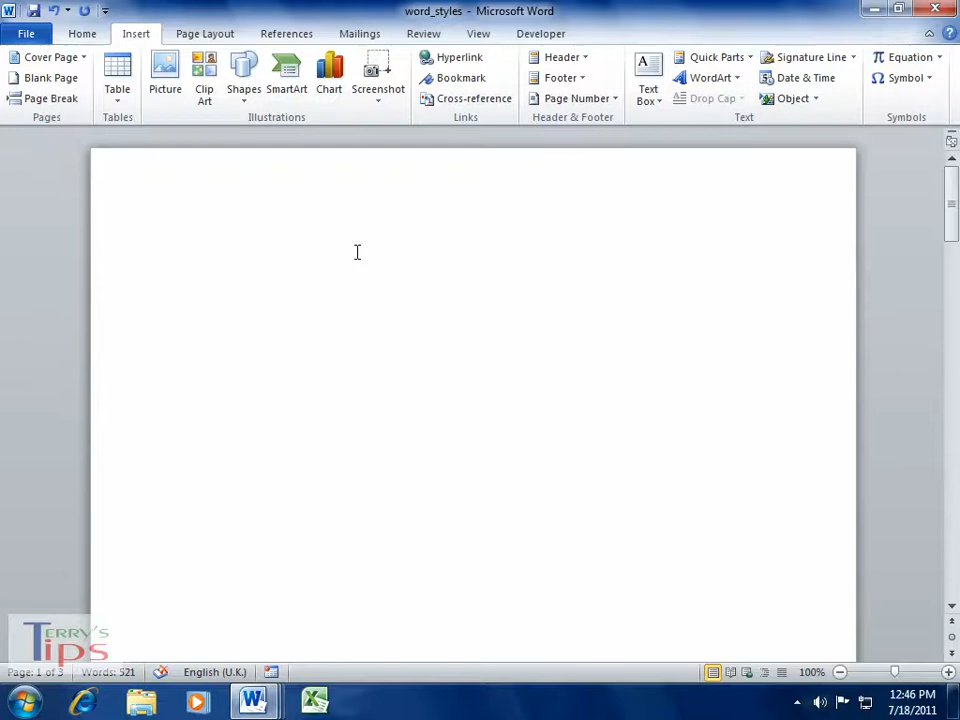 word_styles - Microsoft Word
File Home Insert Page Layout References Mailings Review View Developer
Cover Page
Blank Page
Page Break
Pages
Table
Tables
Picture
Clip Art
Shapes
SmartArt
Chart
Screenshot
Illustrations
Hyperlink
Bookmark
Cross-reference
Links
Header
Footer
Page Number
Header & Footer
Text Box
Quick Parts
WordArt
Drop Cap
Signature Line
Date & Time
Object
Text
Equation
Symbol
Symbols
TERRY'S
Tips
Page: 1 of 3 Words: 521 English (U.K.) 100%
12:46 PM
7/18/2011